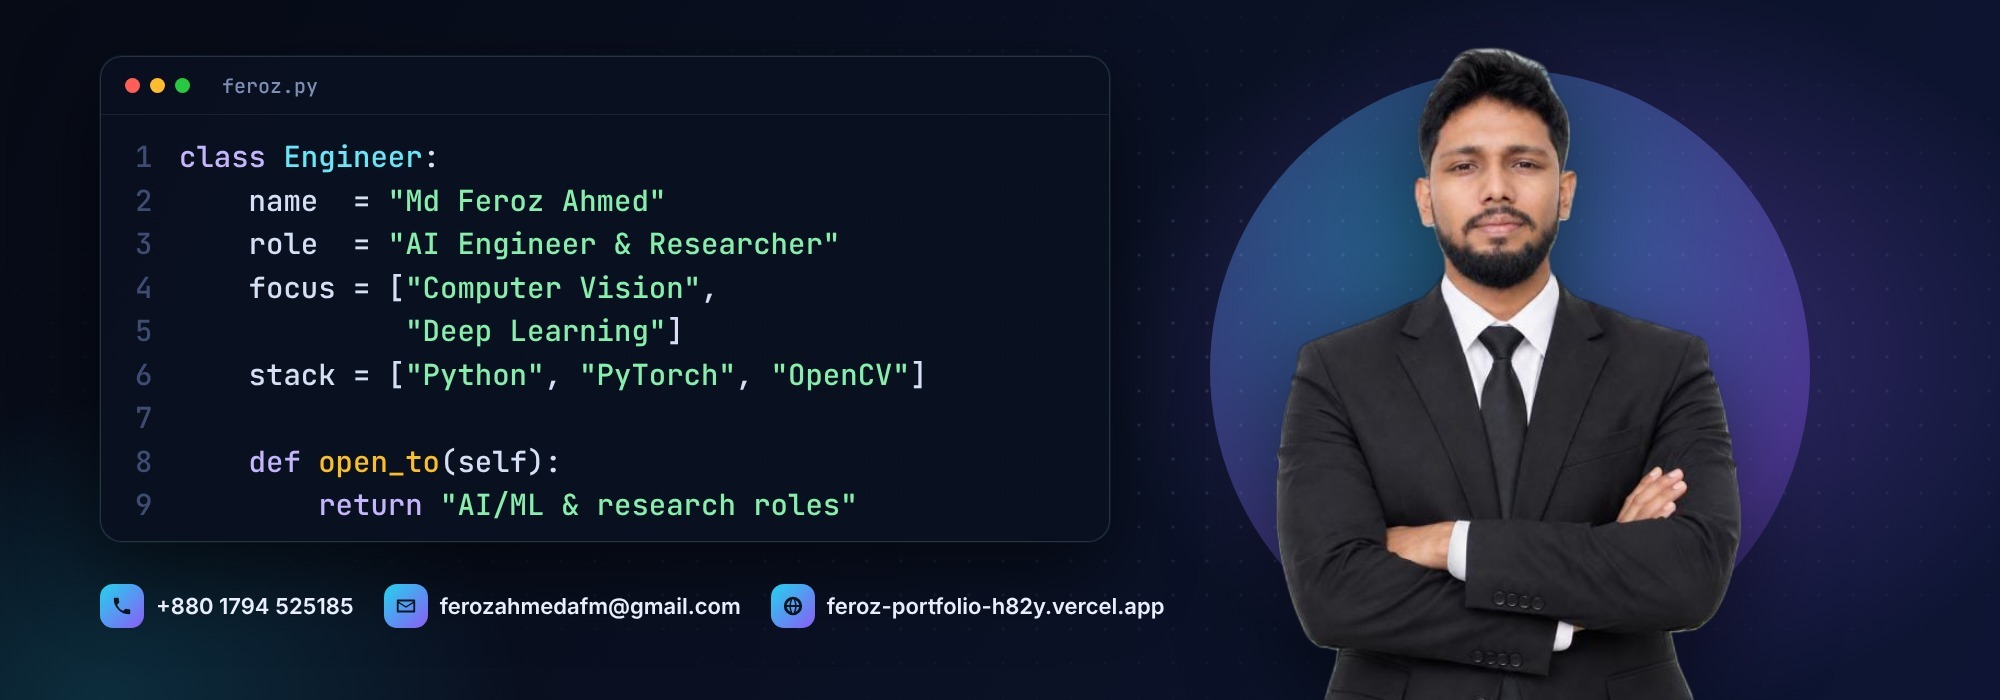 feroz.py
1 class Engineer:
2     name  = "Md Feroz Ahmed"
3     role  = "AI Engineer & Researcher"
4     focus = ["Computer Vision",
5              "Deep Learning"]
6     stack = ["Python", "PyTorch", "OpenCV"]
7
8     def open_to(self):
9         return "AI/ML & research roles"
+880 1794 525185
ferozahmedafm@gmail.com
feroz-portfolio-h82y.vercel.app